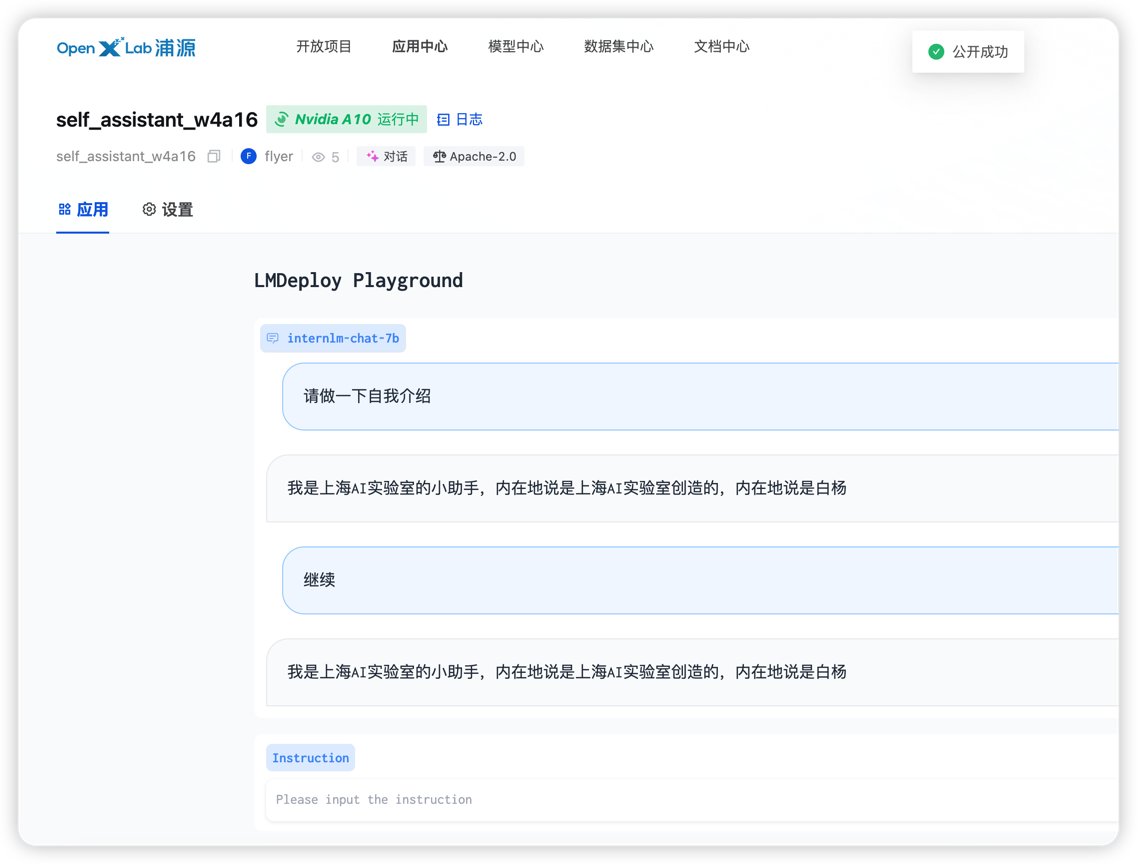 OpenXLab浦源
开放项目 应用中心 模型中心 数据集中心 文档中心
公开成功
self_assistant_w4a16 Nvidia A10 运行中 日志
self_assistant_w4a16 F flyer 5 对话 Apache-2.0
应用 设置
LMDeploy Playground
internlm-chat-7b
请做一下自我介绍
我是上海AI实验室的小助手，内在地说是上海AI实验室创造的，内在地说是白杨
继续
我是上海AI实验室的小助手，内在地说是上海AI实验室创造的，内在地说是白杨
Instruction
Please input the instruction